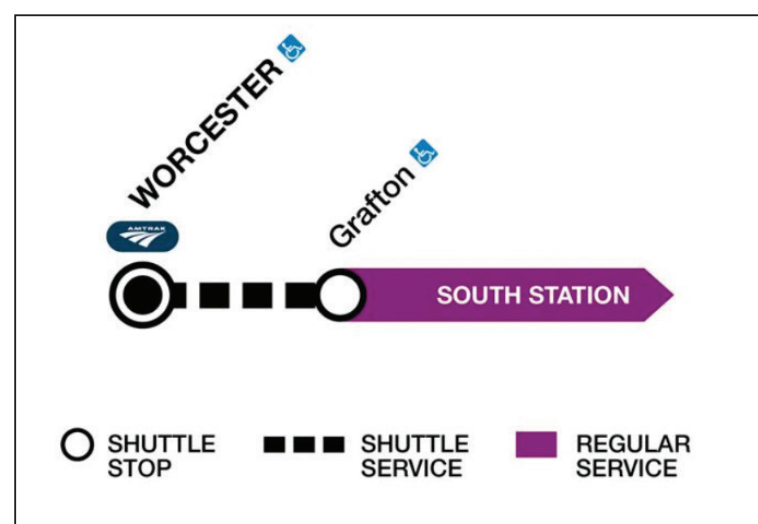 WORCESTER
Grafton
AMTRAK
SOUTH STATION
SHUTTLE
STOP
SHUTTLE
SERVICE
REGULAR
SERVICE